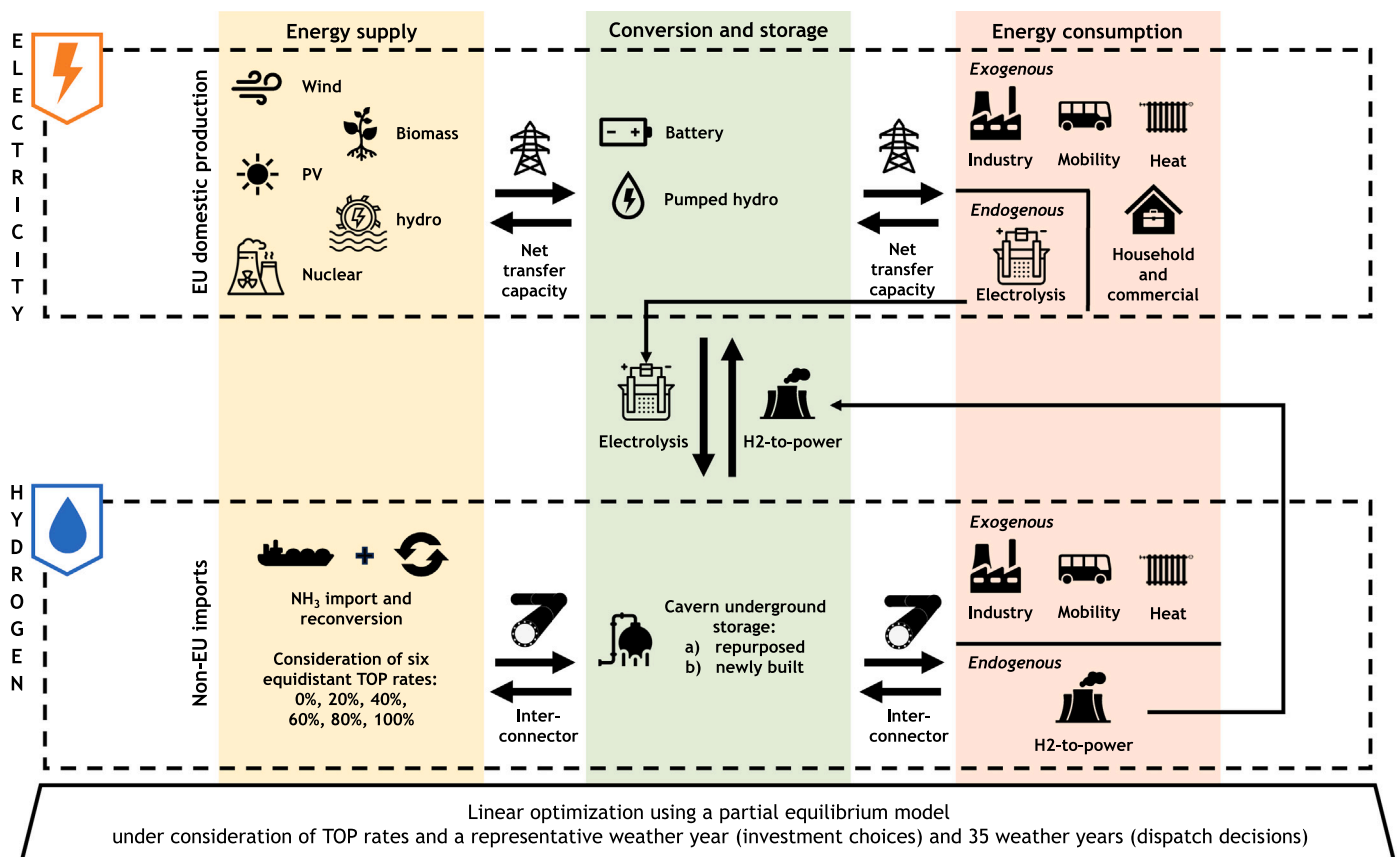 Energy supply
Conversion and storage
Energy consumption
ELECTRICITY
EU domestic production
Wind
Biomass
PV
hydro
Nuclear
Net
transfer
capacity
Battery
Pumped hydro
Net
transfer
capacity
Exogenous
Industry
Mobility
Heat
Endogenous
Electrolysis
Household
and
commercial
Electrolysis
H2-to-power
HYDROGEN
Non-EU imports
NH₃ import and
reconversion
Consideration of six
equidistant TOP rates:
0%, 20%, 40%,
60%, 80%, 100%
Inter-
connector
Cavern underground
storage:
a) repurposed
b) newly built
Inter-
connector
Exogenous
Industry
Mobility
Heat
Endogenous
H2-to-power
Linear optimization using a partial equilibrium model
under consideration of TOP rates and a representative weather year (investment choices) and 35 weather years (dispatch decisions)